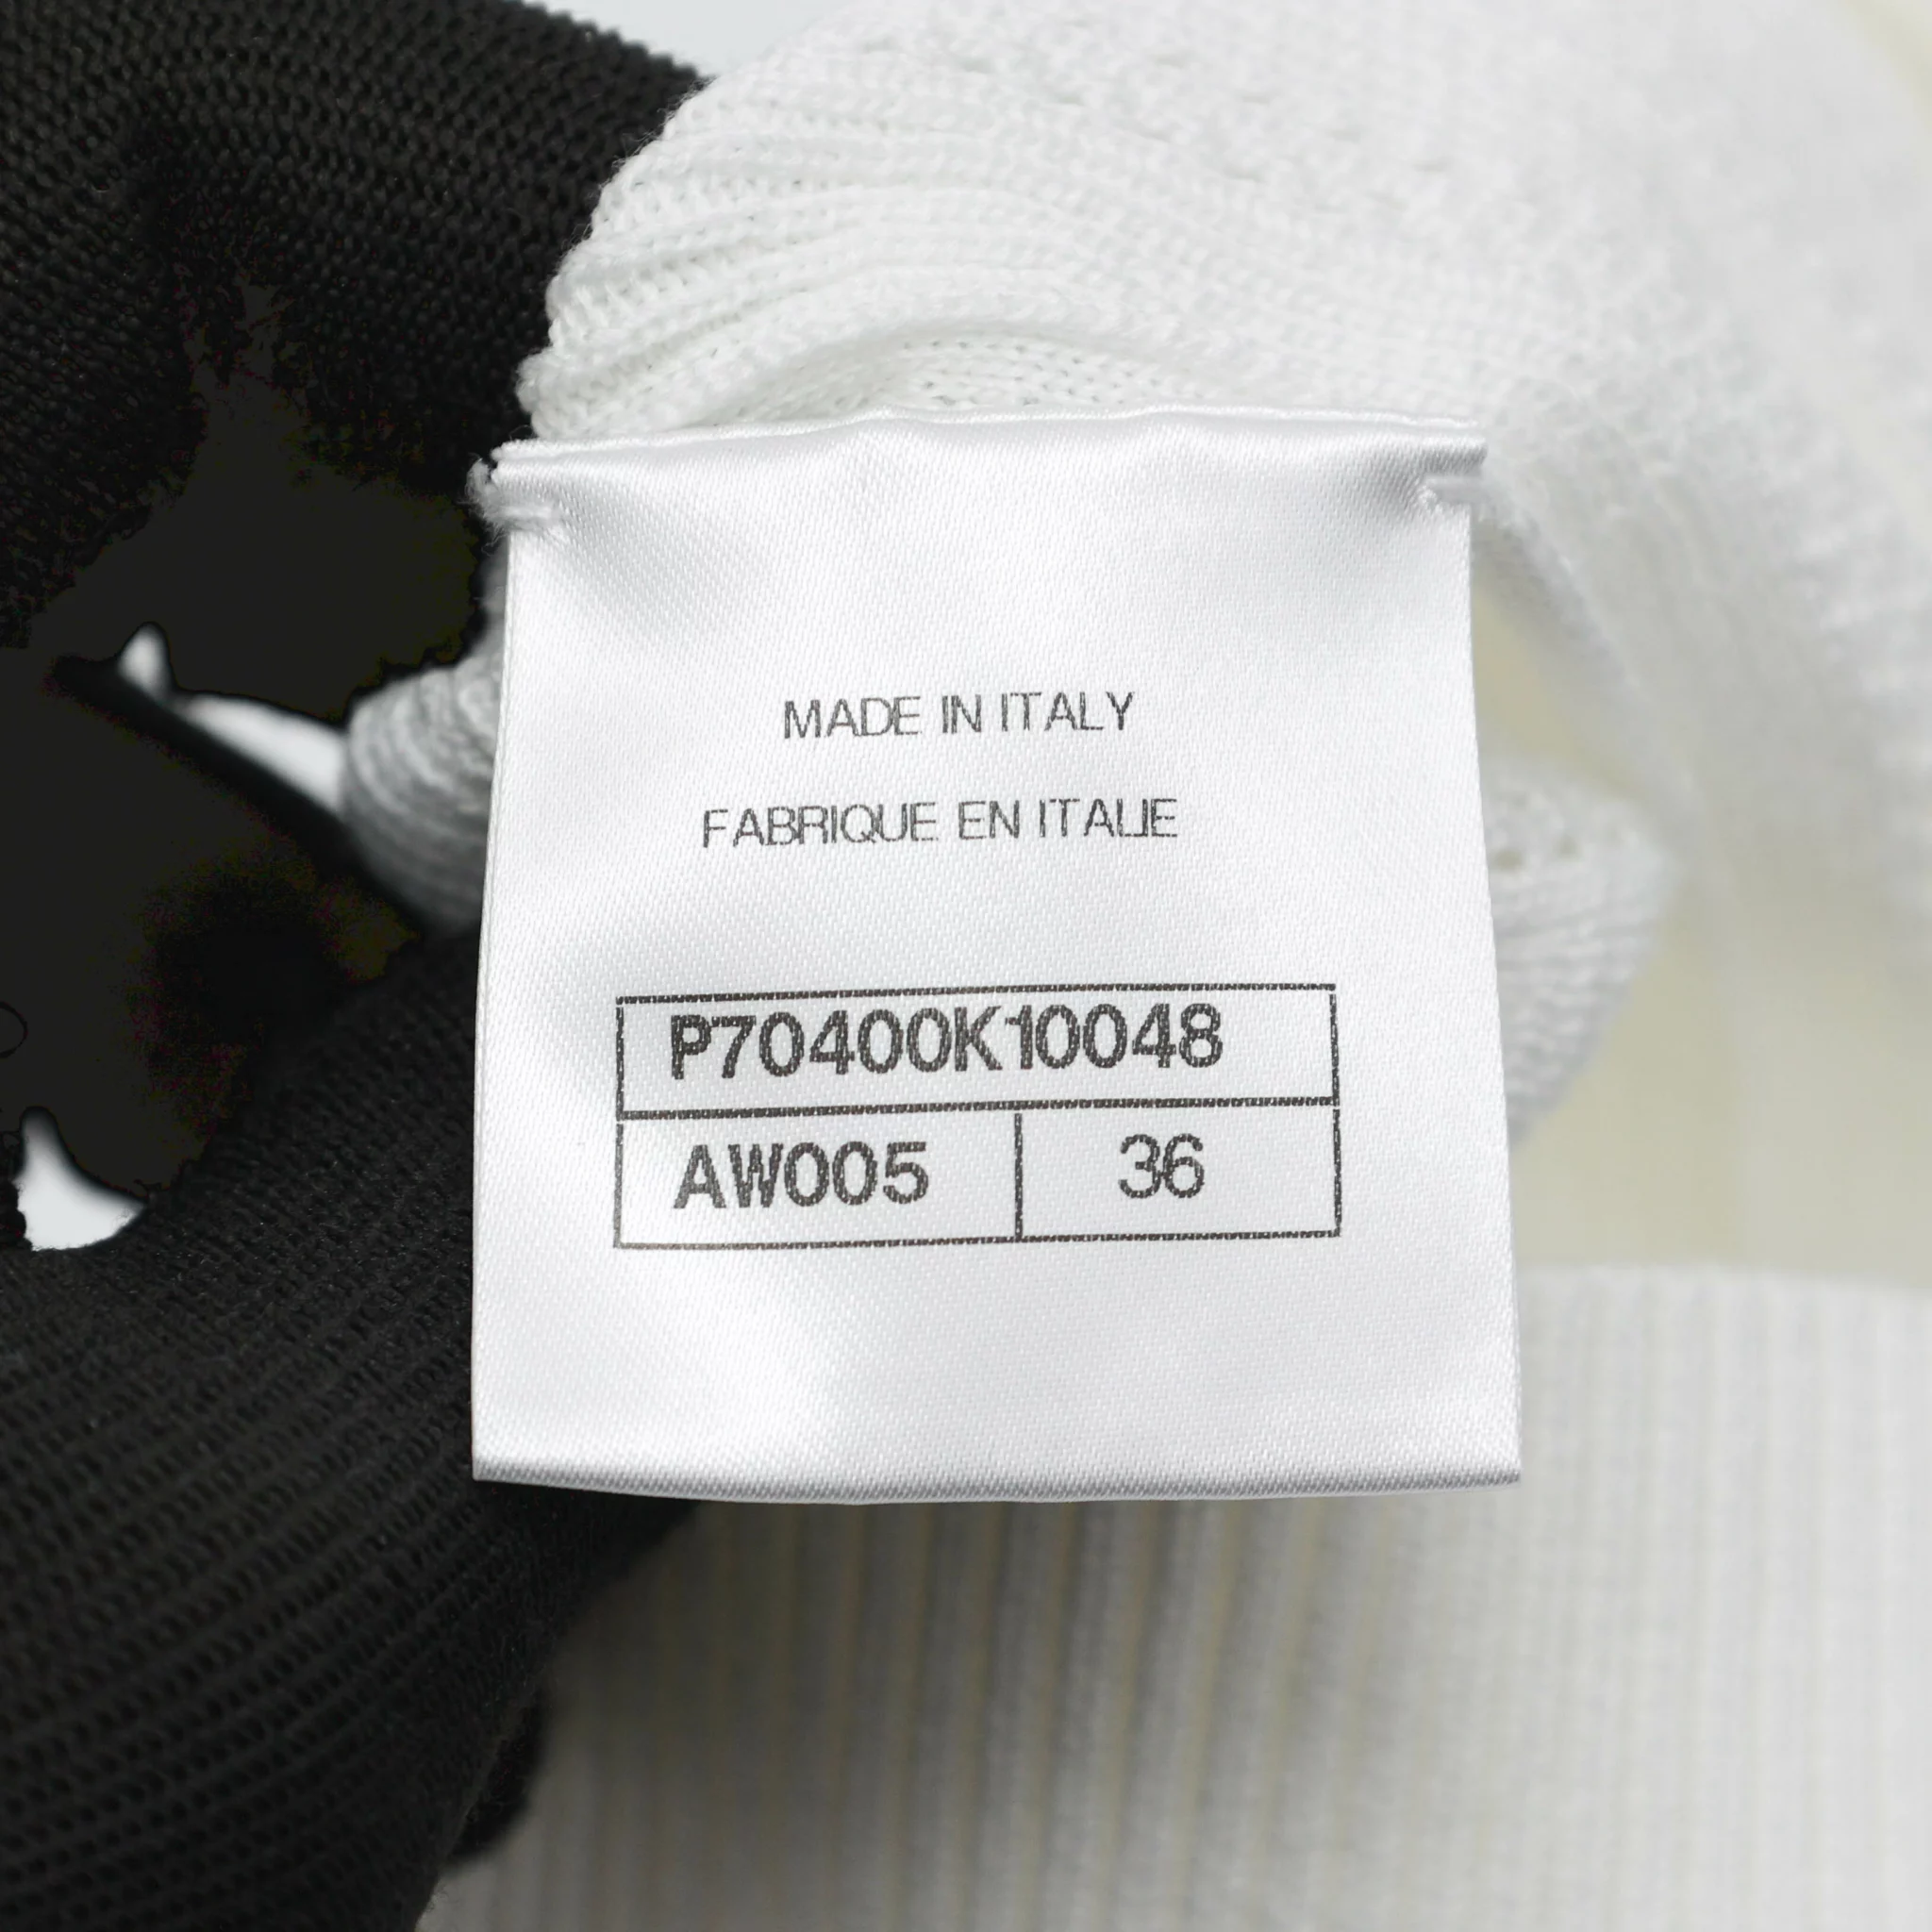 MADE IN ITALY
FABRIQUE EN ITALIE
P70400K10048
AW005 36